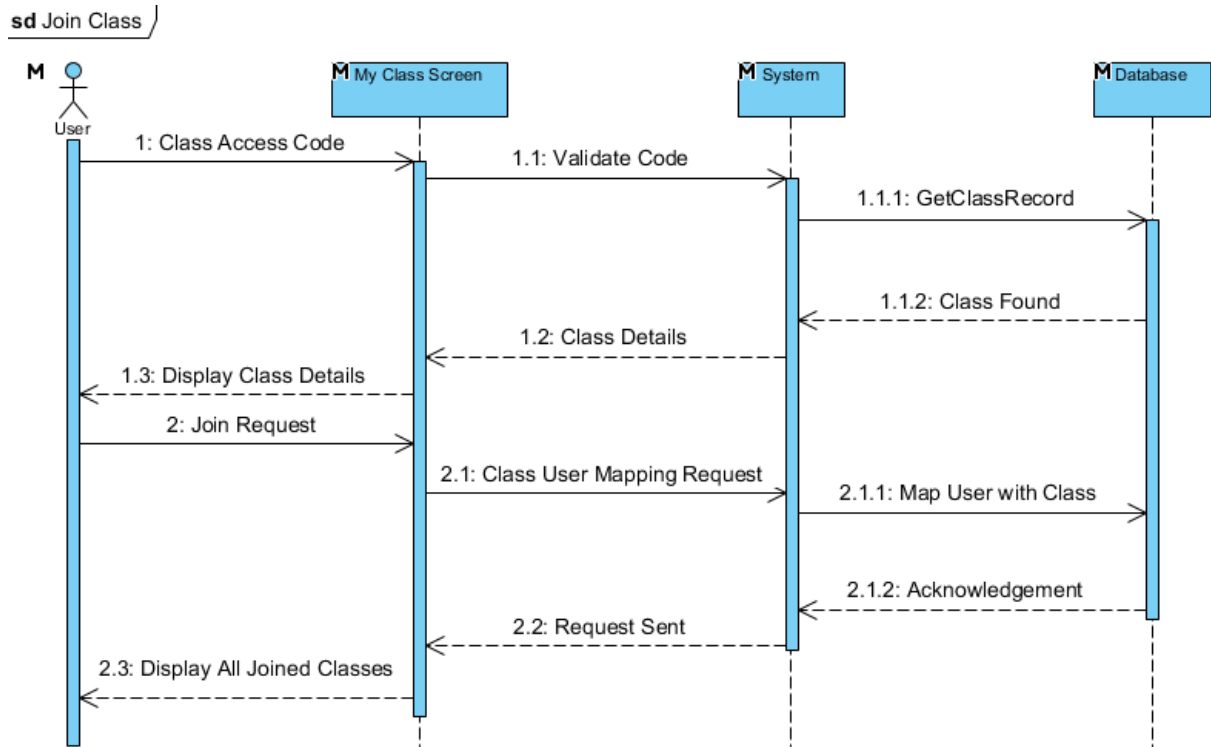 sd Join Class
M
User
M My Class Screen
M System
M Database
1: Class Access Code
1.1: Validate Code
1.1.1: GetClassRecord
1.1.2: Class Found
1.2: Class Details
1.3: Display Class Details
2: Join Request
2.1: Class User Mapping Request
2.1.1: Map User with Class
2.1.2: Acknowledgement
2.2: Request Sent
2.3: Display All Joined Classes